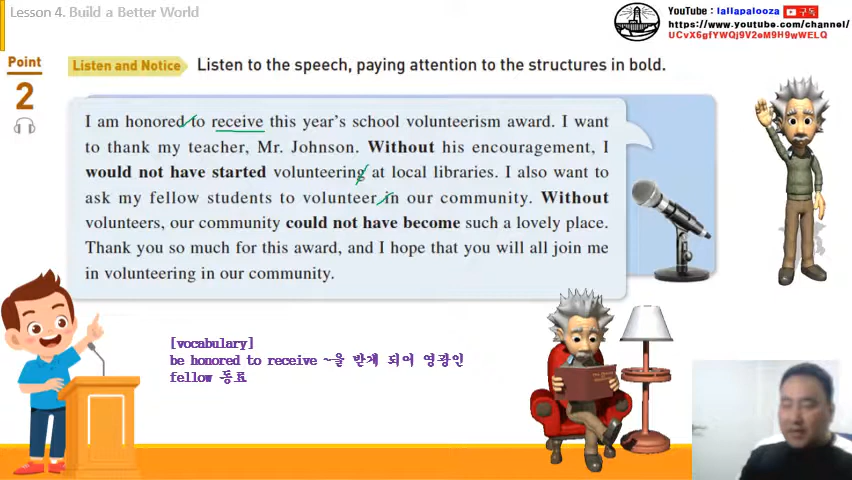 Lesson 4. Build a Better World
YouTube : lallapalooza 구독
https://www.youtube.com/channel/
UCvX6gfYWQj9V2eM9H9wWELQ
Point
2
Listen and Notice
Listen to the speech, paying attention to the structures in bold.
I am honored to receive this year's school volunteerism award. I want
to thank my teacher, Mr. Johnson. Without his encouragement, I
would not have started volunteering at local libraries. I also want to
ask my fellow students to volunteer in our community. Without
volunteers, our community could not have become such a lovely place.
Thank you so much for this award, and I hope that you will all join me
in volunteering in our community.
[vocabulary]
be honored to receive ~을 받게 되어 영광인
fellow 동료